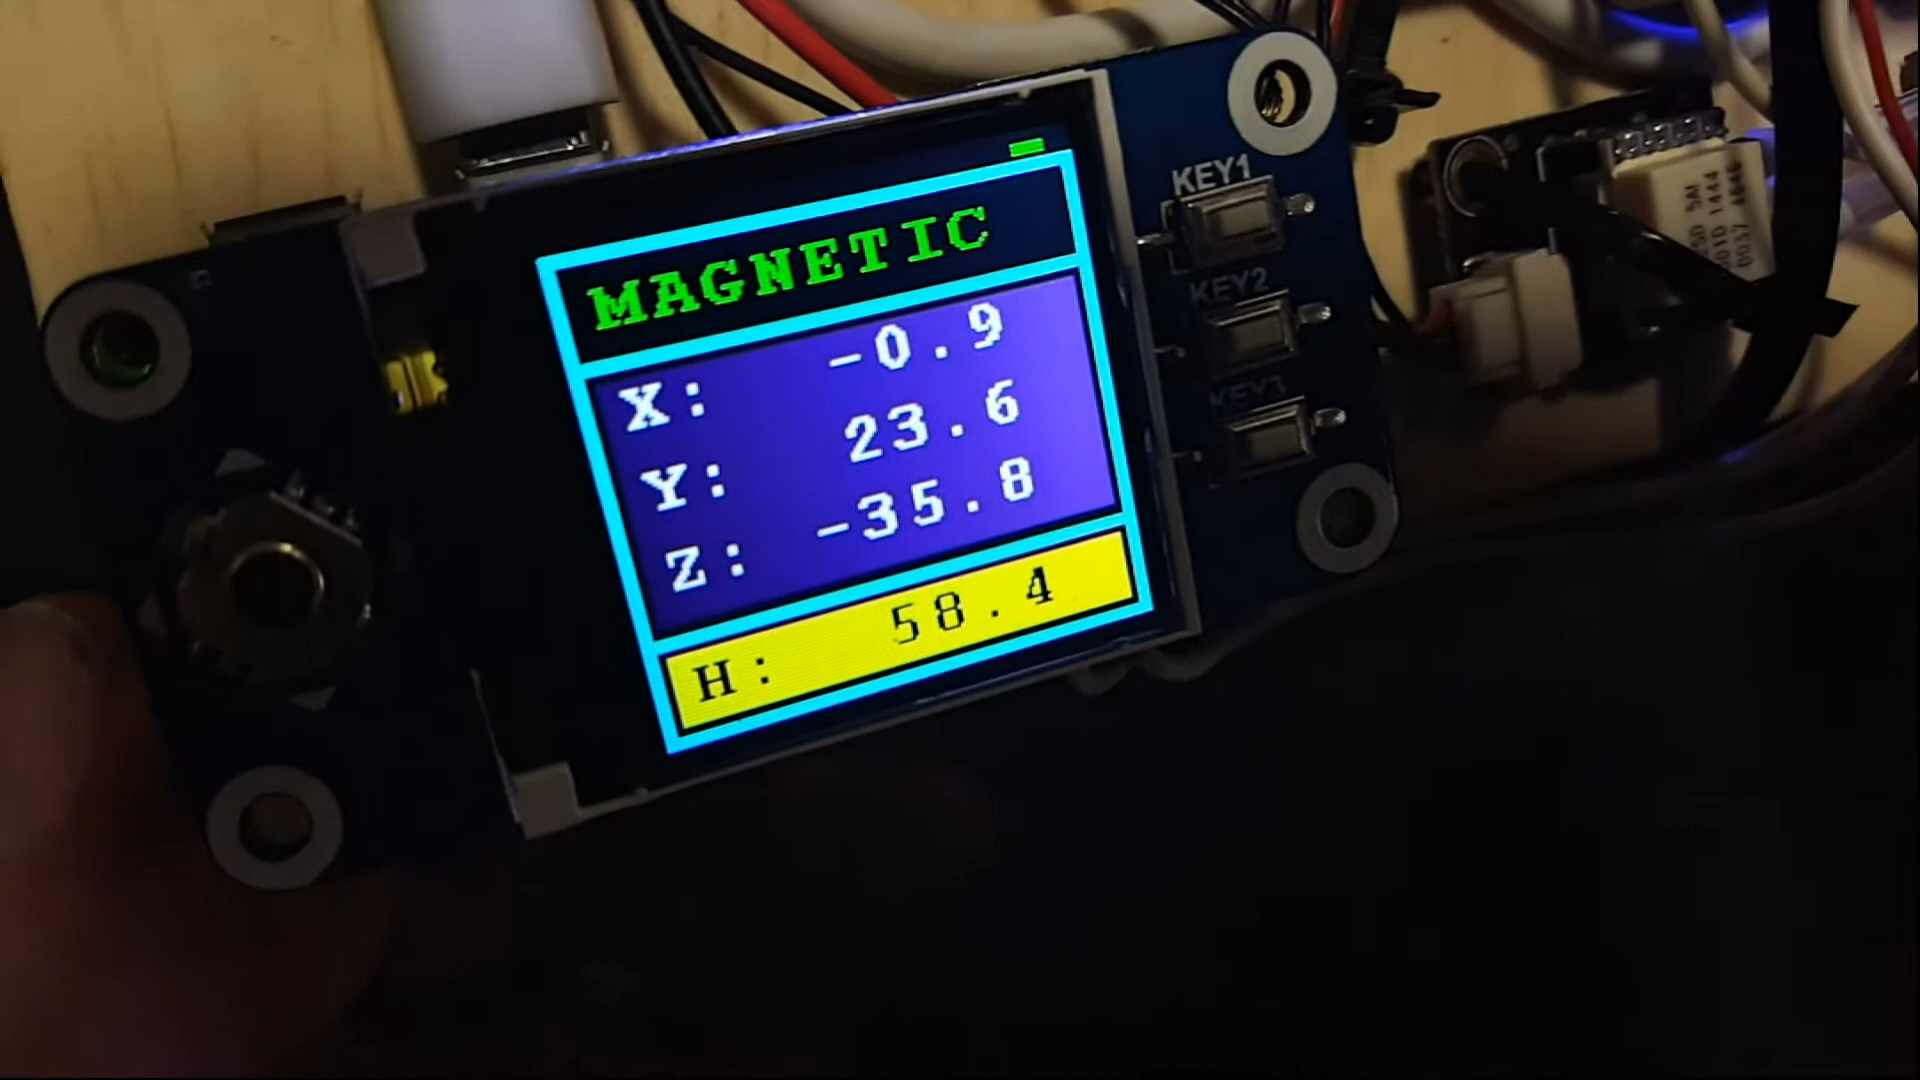 MAGNETIC
X: -0.9
Y: 23.6
Z: -35.8
H: 58.4
KEY1
KEY2
KEY3